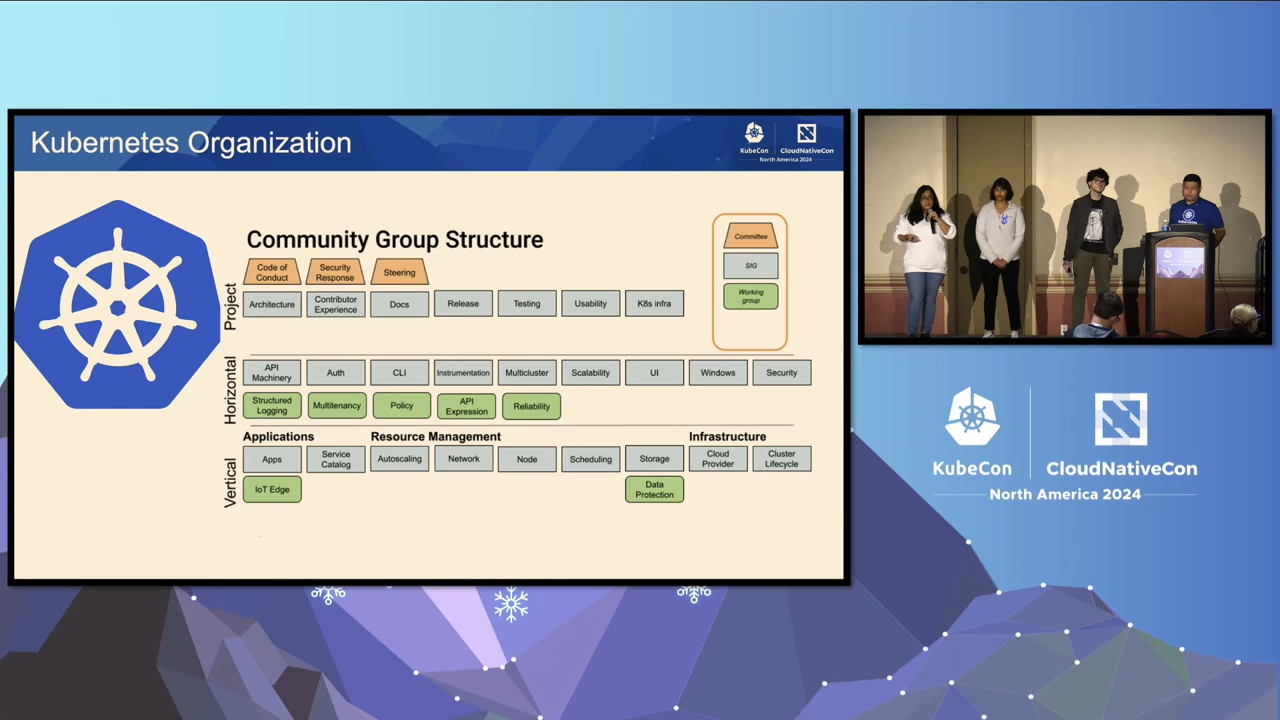 Kubernetes Organization
KubeCon
CloudNativeCon
North America 2024
Community Group Structure
Committee
SIG
Working
group
Project
Code of
Conduct
Security
Response
Steering
Architecture
Contributor
Experience
Docs
Release
Testing
Usability
K8s infra
Horizontal
API
Machinery
Auth
CLI
Instrumentation
Multicluster
Scalability
UI
Windows
Security
Structured
Logging
Multitenancy
Policy
API
Expression
Reliability
Vertical
Applications
Resource Management
Infrastructure
Apps
Service
Catalog
Autoscaling
Network
Node
Scheduling
Storage
Cloud
Provider
Cluster
Lifecycle
IoT Edge
Data
Protection
KubeCon
CloudNativeCon
North America 2024